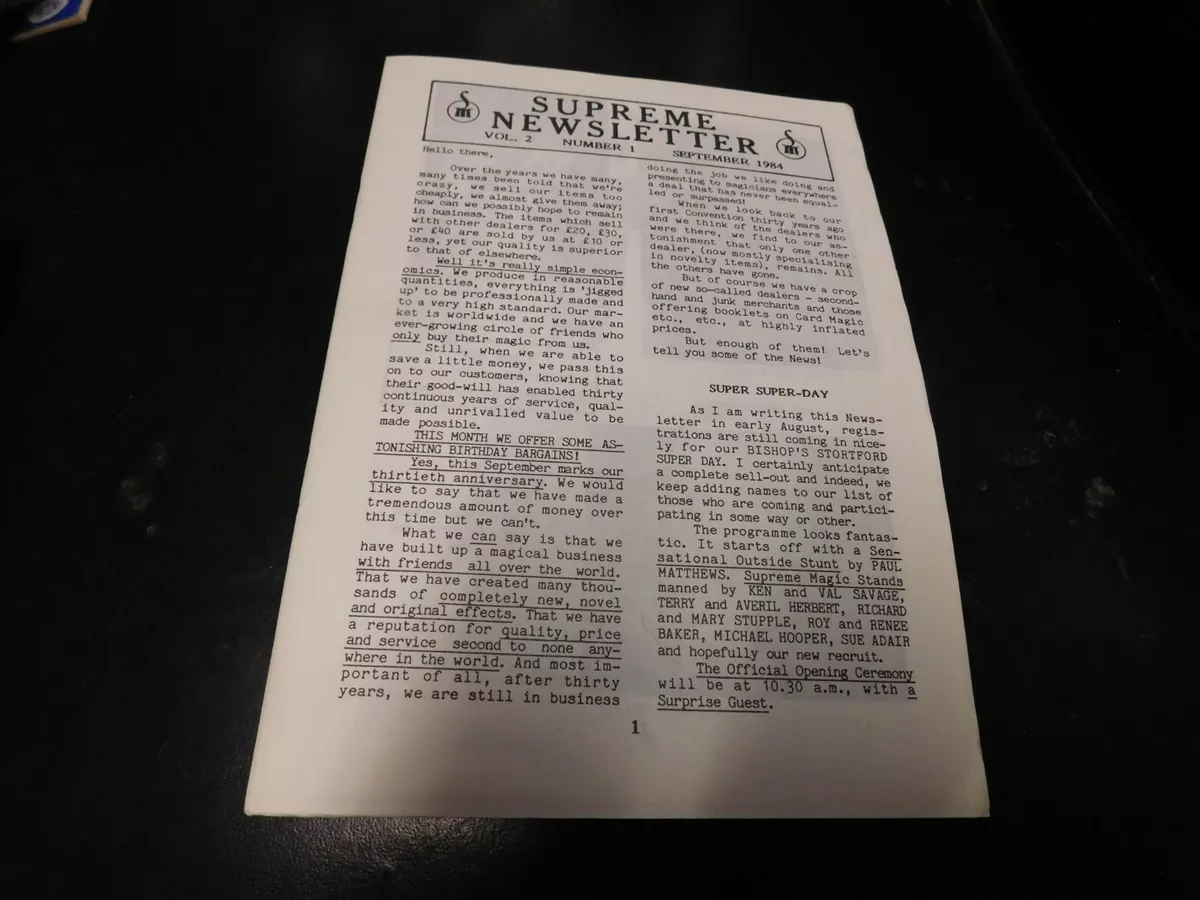 SUPREME
NEWSLETTER
VOL. 2 NUMBER 1 SEPTEMBER 1984
Hello there,
Over the years we have many,
many times been told that we're
crazy, we sell our items too
cheaply, we almost give them away;
how can we possibly hope to remain
in business. The items which sell
with other dealers for £20, £30,
or £40 are sold by us at £10 or
less, yet our quality is superior
to that of elsewhere.
Well it's really simple econ-
omics. We produce in reasonable
quantities, everything is 'jigged
up' to be professionally made and
to a very high standard. Our mar-
ket is worldwide and we have an
ever-growing circle of friends who
only buy their magic from us.
Still, when we are able to
save a little money, we pass this
on to our customers, knowing that
their good-will has enabled thirty
continuous years of service, qual-
ity and unrivalled value to be
made possible.
THIS MONTH WE OFFER SOME AS-
TONISHING BIRTHDAY BARGAINS!
Yes, this September marks our
thirtieth anniversary. We would
like to say that we have made a
tremendous amount of money over
this time but we can't.
What we can say is that we
have built up a magical business
with friends all over the world.
That we have created many thou-
sands of completely new, novel
and original effects. That we have
a reputation for quality, price
and service second to none any-
where in the world. And most im-
portant of all, after thirty
years, we are still in business
doing the job we like doing and
presenting to magicians everywhere
a deal that has never been equal-
led or surpassed!
When we look back to our
first Convention thirty years ago
and we think of the dealers who
were there, we find to our as-
tonishment that only one other
dealer, (now mostly specialising
in novelty items), remains. All
the others have gone.
But of course we have a crop
of new so-called dealers - second-
hand and junk merchants and those
offering booklets on Card Magic
etc., etc., at highly inflated
prices.
But enough of them! Let's
tell you some of the News!
SUPER SUPER-DAY
As I am writing this News-
letter in early August, regis-
trations are still coming in nice-
ly for our BISHOP'S STORTFORD
SUPER DAY. I certainly anticipate
a complete sell-out and indeed, we
keep adding names to our list of
those who are coming and partici-
pating in some way or other.
The programme looks fantas-
tic. It starts off with a Sen-
sational Outside Stunt by PAUL
MATTHEWS. Supreme Magic Stands
manned by KEN and VAL SAVAGE,
TERRY and AVERIL HERBERT, RICHARD
and MARY STUPPLE, ROY and RENEE
BAKER, MICHAEL HOOPER, SUE ADAIR
and hopefully our new recruit.
The Official Opening Ceremony
will be at 10.30 a.m., with a
Surprise Guest.
1